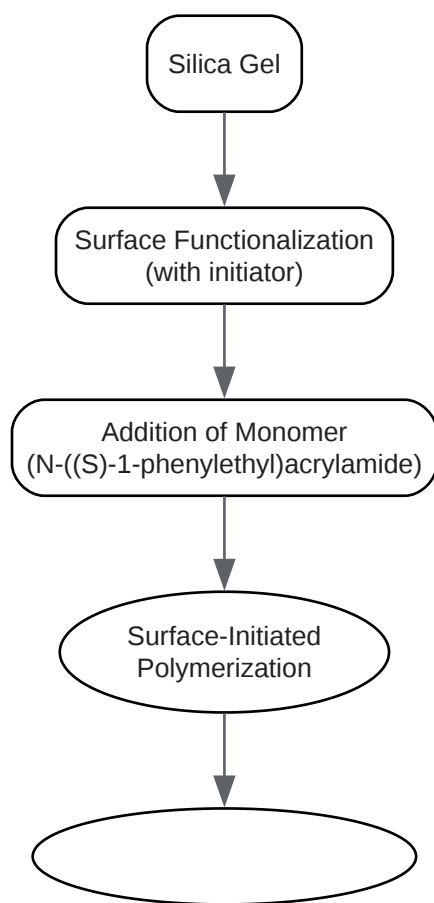 Silica Gel
Surface Functionalization
(with initiator)
Addition of Monomer
(N-((S)-1-phenylethyl)acrylamide)
Surface-Initiated
Polymerization